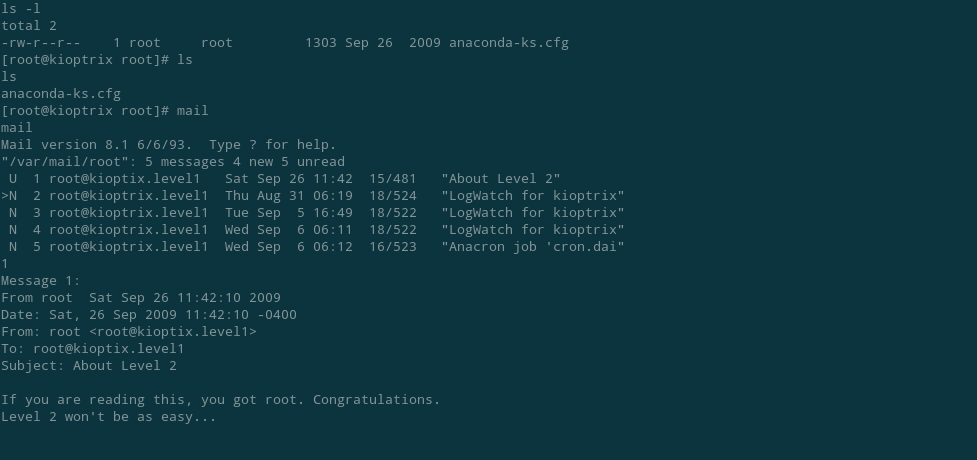 ls -l
total 2
-rw-r--r--    1 root     root         1303 Sep 26  2009 anaconda-ks.cfg
[root@kioptrix root]# ls
ls
anaconda-ks.cfg
[root@kioptrix root]# mail
mail
Mail version 8.1 6/6/93.  Type ? for help.
"/var/mail/root": 5 messages 4 new 5 unread
 U  1 root@kioptix.level1   Sat Sep 26 11:42  15/481   "About Level 2"
>N  2 root@kioptrix.level1  Thu Aug 31 06:19  18/524   "LogWatch for kioptrix"
 N  3 root@kioptrix.level1  Tue Sep  5 16:49  18/522   "LogWatch for kioptrix"
 N  4 root@kioptrix.level1  Wed Sep  6 06:11  18/522   "LogWatch for kioptrix"
 N  5 root@kioptrix.level1  Wed Sep  6 06:12  16/523   "Anacron job 'cron.dai"
1
Message 1:
From root  Sat Sep 26 11:42:10 2009
Date: Sat, 26 Sep 2009 11:42:10 -0400
From: root <root@kioptix.level1>
To: root@kioptix.level1
Subject: About Level 2

If you are reading this, you got root. Congratulations.
Level 2 won't be as easy...